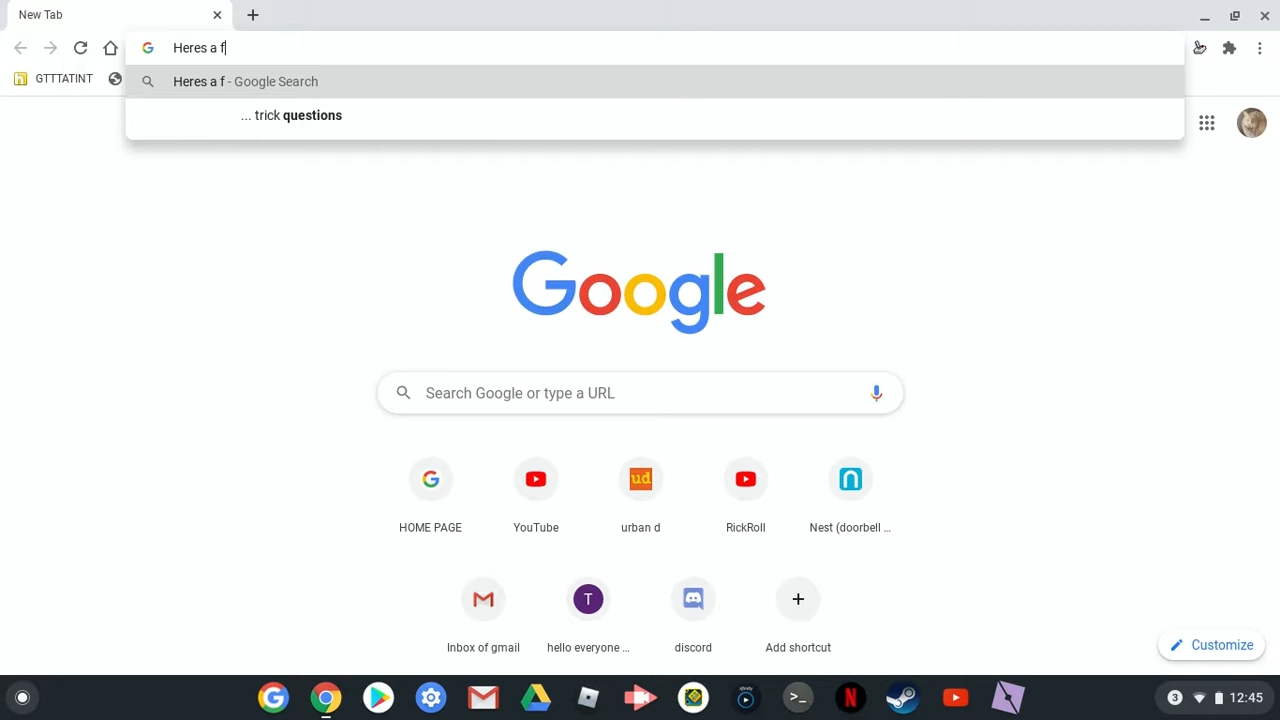 New Tab
Heres a f
GTTTATINT
Heres a f - Google Search
... trick questions
Google
Search Google or type a URL
HOME PAGE
YouTube
urban d
RickRoll
Nest (doorbell ...
Inbox of gmail
hello everyone ...
discord
Add shortcut
Customize
3
12:45